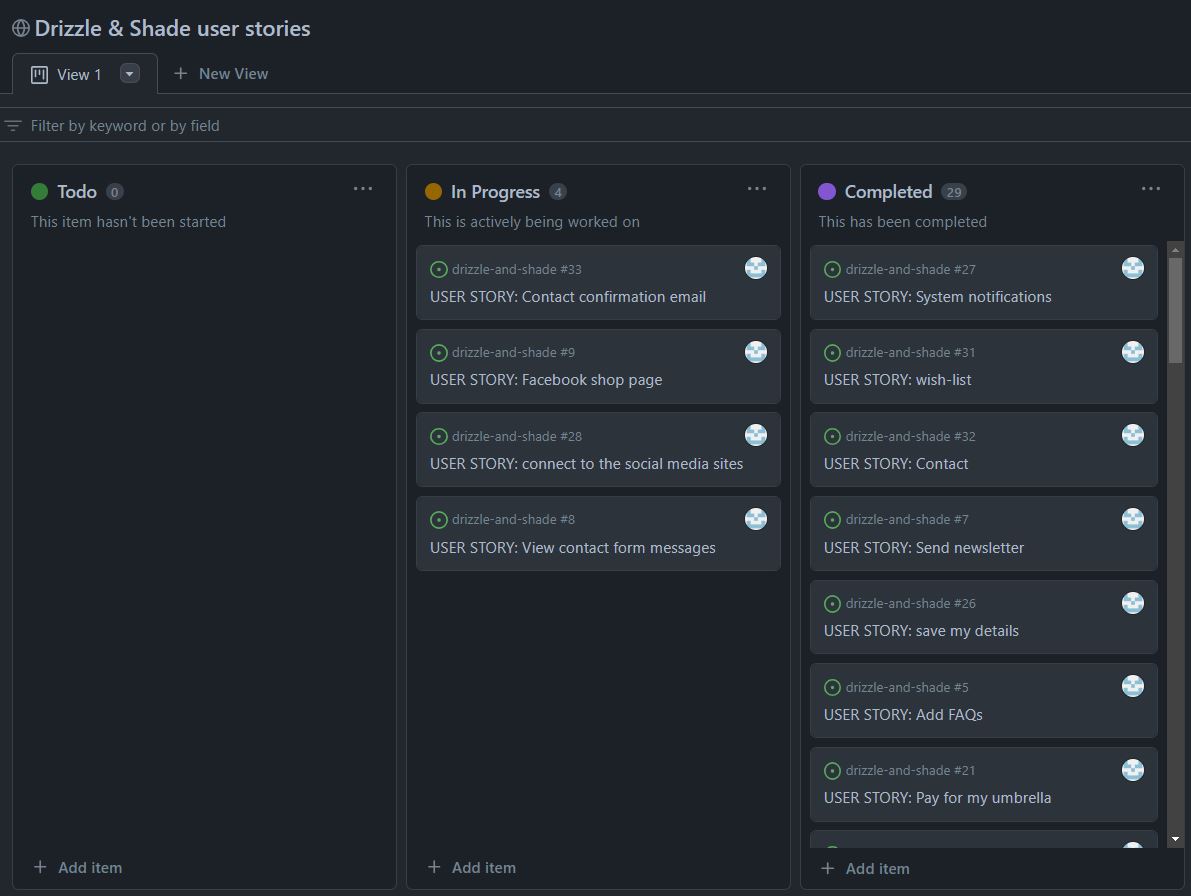 Drizzle & Shade user stories
View 1
New View
Filter by keyword or by field
Todo 0
This item hasn't been started
Add item
In Progress 4
This is actively being worked on
drizzle-and-shade #33
USER STORY: Contact confirmation email
drizzle-and-shade #9
USER STORY: Facebook shop page
drizzle-and-shade #28
USER STORY: connect to the social media sites
drizzle-and-shade #8
USER STORY: View contact form messages
Add item
Completed 29
This has been completed
drizzle-and-shade #27
USER STORY: System notifications
drizzle-and-shade #31
USER STORY: wish-list
drizzle-and-shade #32
USER STORY: Contact
drizzle-and-shade #7
USER STORY: Send newsletter
drizzle-and-shade #26
USER STORY: save my details
drizzle-and-shade #5
USER STORY: Add FAQs
drizzle-and-shade #21
USER STORY: Pay for my umbrella
Add item